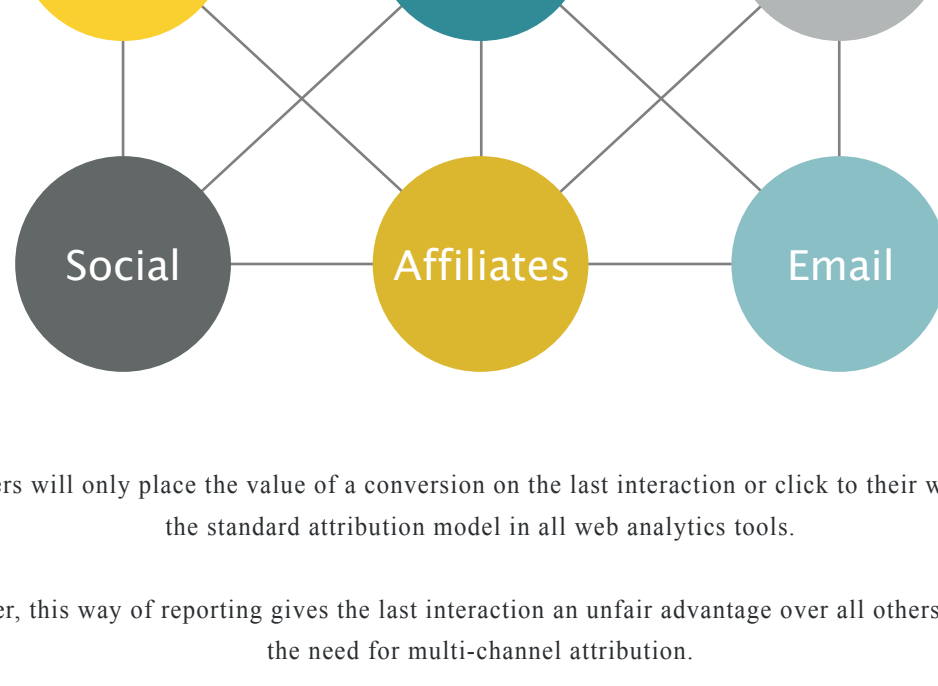 Social Affiliates Email
will only place the value of a conversion on the last interaction or click to their
the standard attribution model in all web analytics tools.
this way of reporting gives the last interaction an unfair advantage over all others
the need for multi-channel attribution.